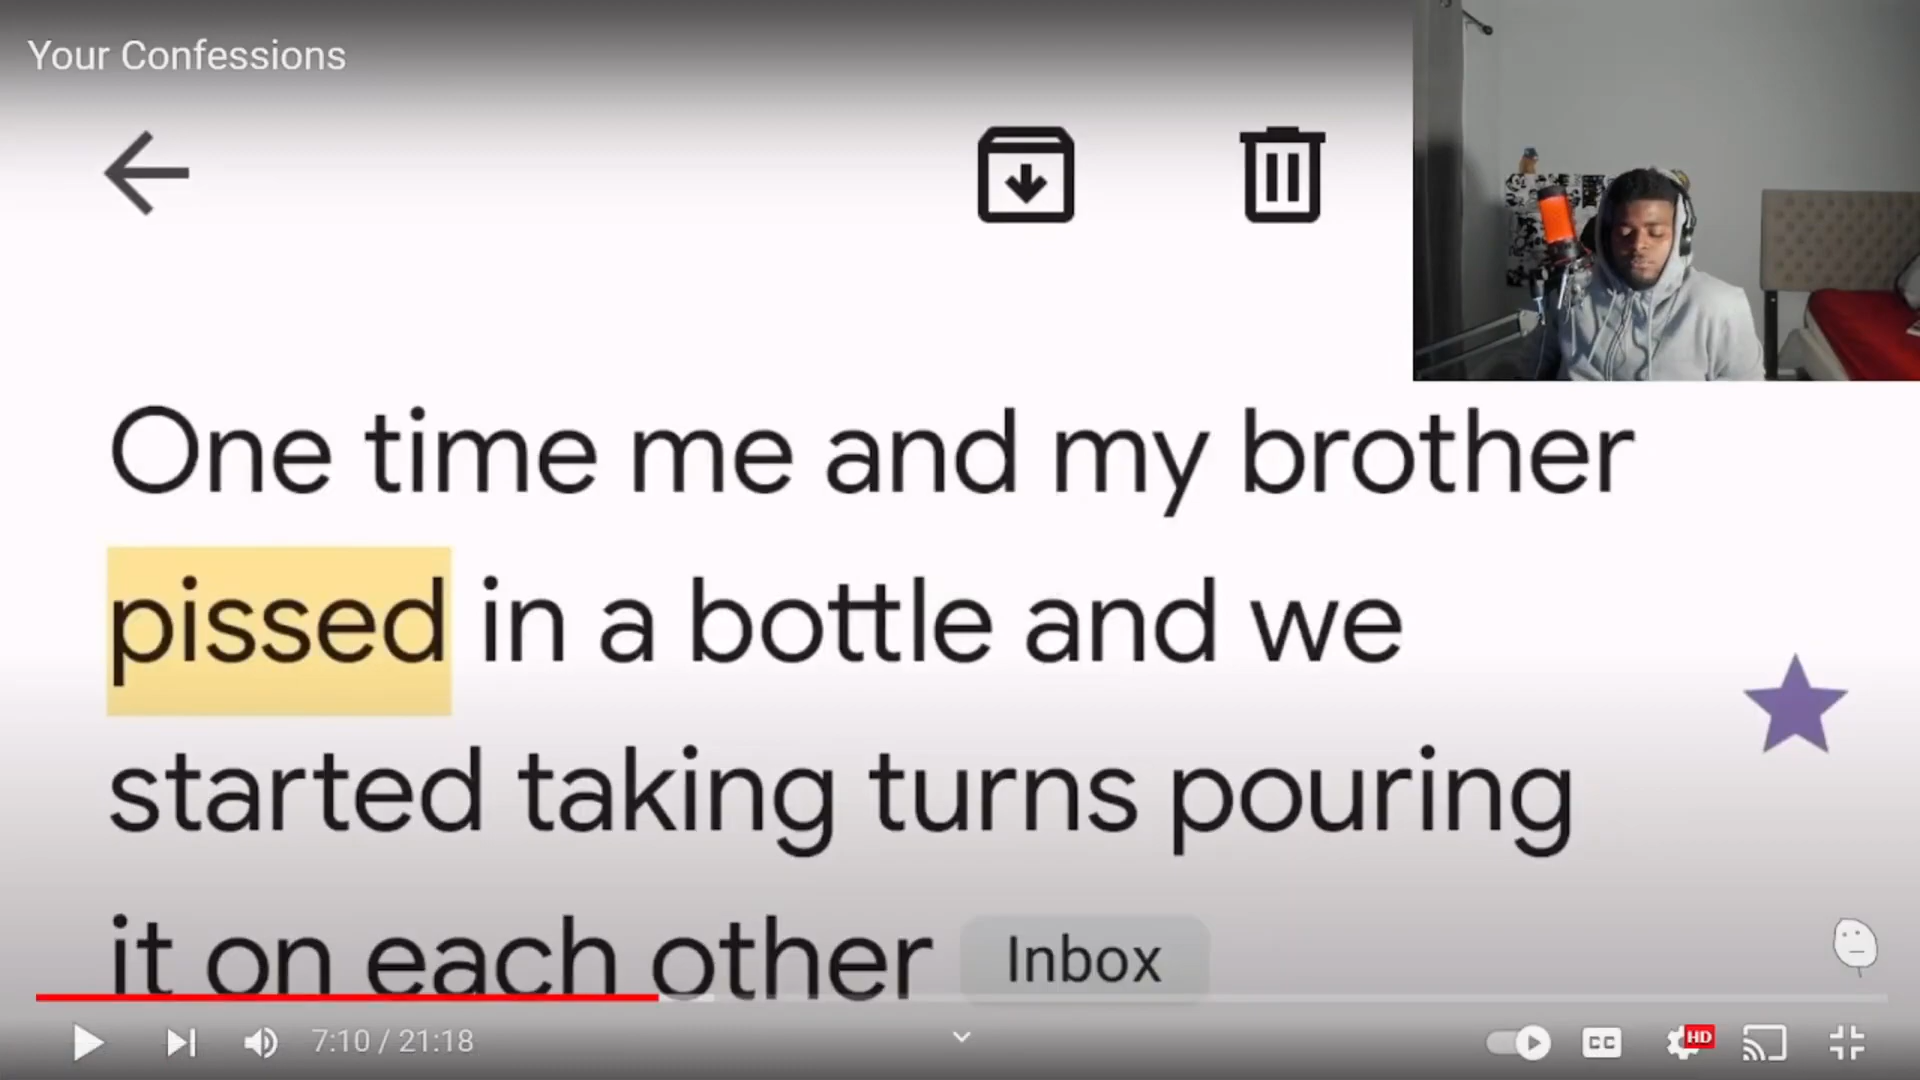 Your Confessions
One time me and my brother
pissed in a bottle and we
started taking turns pouring
it on each other Inbox
7:10 / 21:18
CC
HD